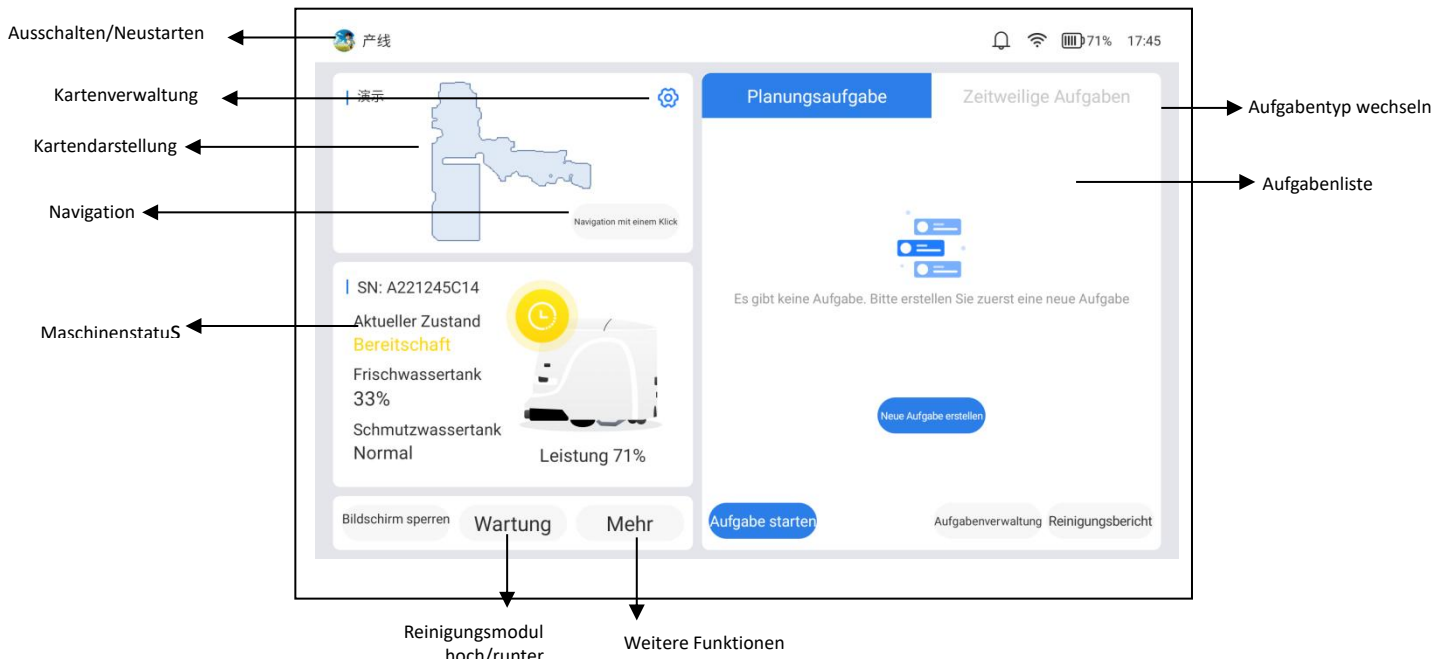 Ausschalten/Neustarten
产线
71% 17:45
Kartenverwaltung
演示
Planungsaufgabe
Zeitweilige Aufgaben
Aufgabentyp wechseln
Kartendarstellung
Aufgabenliste
Navigation
Navigation mit einem Klick
SN: A221245C14
Es gibt keine Aufgabe. Bitte erstellen Sie zuerst eine neue Aufgabe
MaschinenstatuS
Aktueller Zustand
Bereitschaft
Frischwassertank
33%
Schmutzwassertank
Normal
Leistung 71%
Neue Aufgabe erstellen
Bildschirm sperren
Wartung
Mehr
Aufgabe starten
Aufgabenverwaltung
Reinigungsbericht
Reinigungsmodul
hoch/runter
Weitere Funktionen